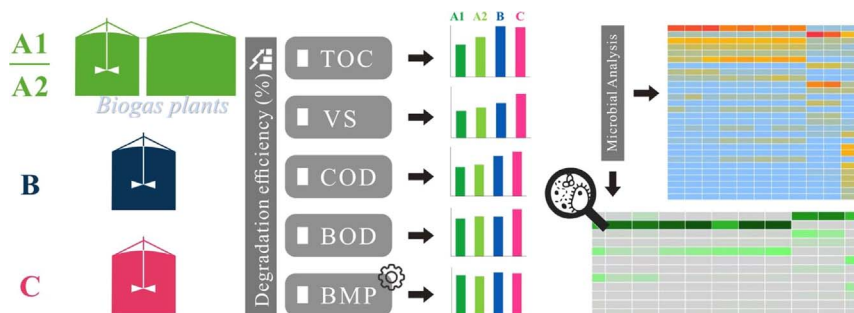 A1
A2
Biogas plants
B
C
Degradation efficiency (%)
TOC
VS
COD
BOD
BMP
A1 A2 B C
Microbial Analysis